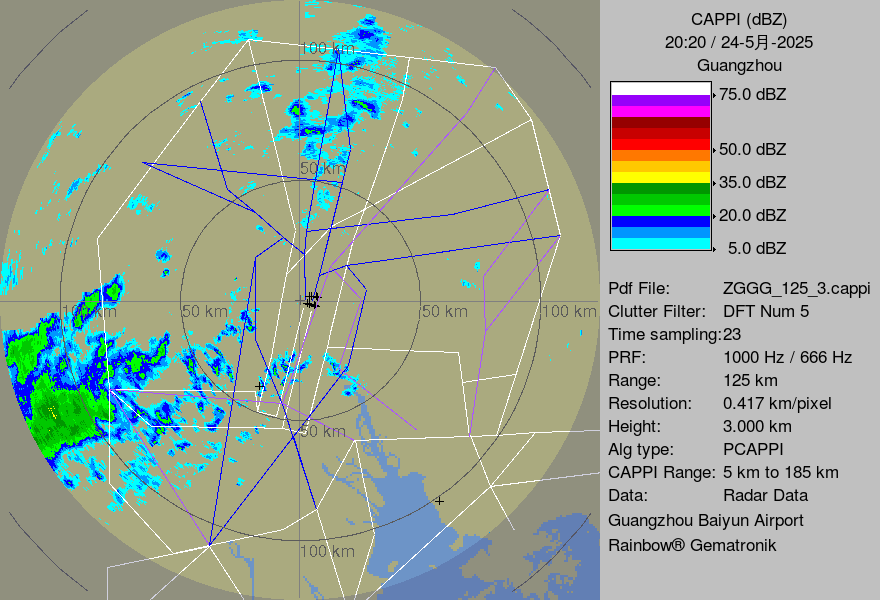 100 km
50 km
100 km
50 km
50 km
100 km
50 km
100 km
CAPPI (dBZ)
20:20 / 24-5月-2025
Guangzhou
75.0 dBZ
50.0 dBZ
35.0 dBZ
20.0 dBZ
5.0 dBZ
Pdf File: ZGGG_125_3.cappi
Clutter Filter: DFT Num 5
Time sampling:23
PRF: 1000 Hz / 666 Hz
Range: 125 km
Resolution: 0.417 km/pixel
Height: 3.000 km
Alg type: PCAPPI
CAPPI Range: 5 km to 185 km
Data: Radar Data
Guangzhou Baiyun Airport
Rainbow® Gematronik